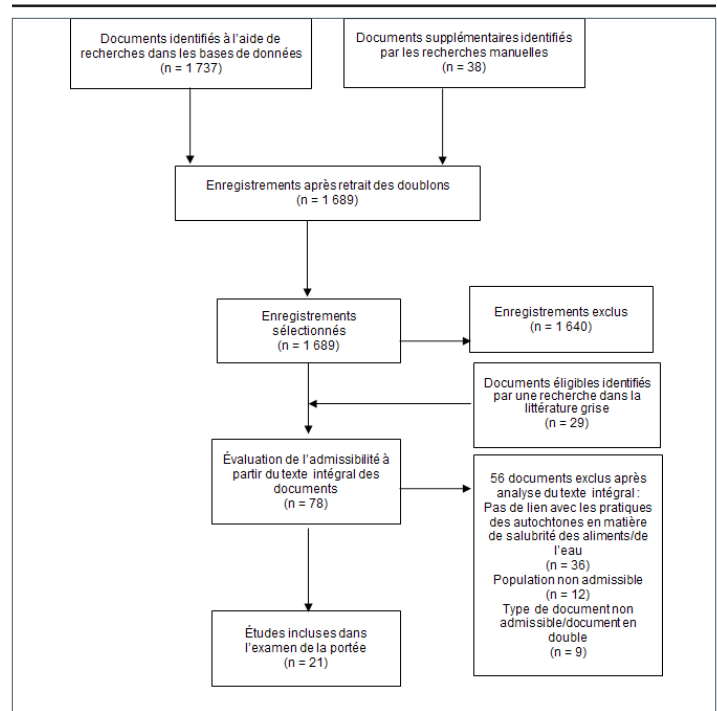 Documents identifiés à l’aide de
recherches dans les bases de
données
(n = 1 737)
Documents supplémentaires identifiés
par les recherches manuelles
(n = 38)
Enregistrements après retrait des doublons
(n = 1 689)
Enregistrements
sélectionnés
(n = 1 689)
Enregistrements exclus
(n = 1 640)
Documents éligibles identifiés
par une recherche dans la
littérature grise
(n = 29)
Évaluation de l’admissibilité à
partir du texte intégral des
documents
(n = 78)
56 documents exclus après
analyse du texte intégral :
Pas de lien avec les pratiques
des autochtones en matière
de salubrité des aliments/de
l’eau
(n = 36)
Population non admissible
(n = 12)
Type de document non
admissible/document en
double
(n = 9)
Études incluses dans
l’examen de la portée
(n = 21)